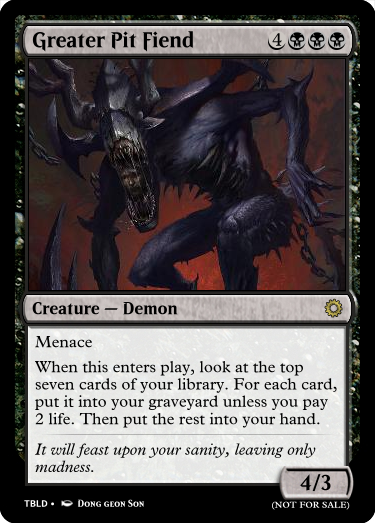 Greater Pit Fiend 4
Creature — Demon
Menace
When this enters play, look at the top
seven cards of your library. For each card,
put it into your graveyard unless you pay
2 life. Then put the rest into your hand.
It will feast upon your sanity, leaving only
madness.
4/3
TBLD • Dong geon Son
(NOT FOR SALE)